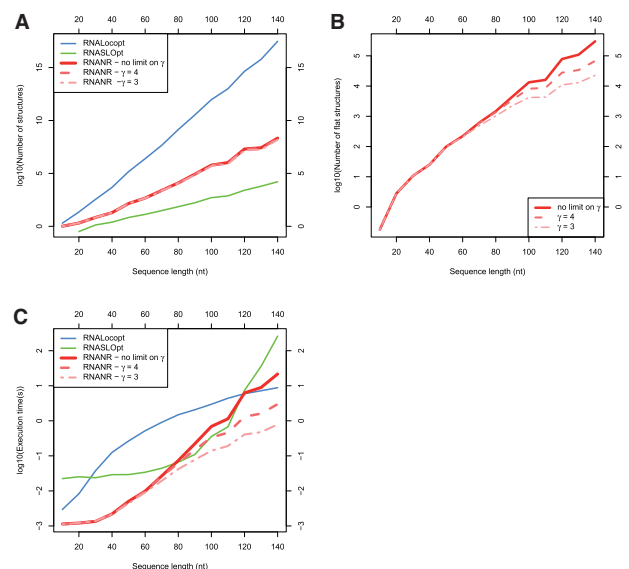 A
20 40 60 80 100 120 140
RNALocopt
RNASLOpt
RNANR − no limit on γ
RNANR − γ = 4
RNANR −γ = 3
log10(Number of structures)
0 5 10 15
0 5 10 15
20 40 60 80 100 120 140
Sequence length (nt)
B
20 40 60 80 100 120 140
log10(Number of flat structures)
0 1 2 3 4 5
0 1 2 3 4 5
no limit on γ
γ = 4
γ = 3
20 40 60 80 100 120 140
Sequence length (nt)
C
20 40 60 80 100 120 140
RNALocopt
RNASLOpt
RNANR − no limit on γ
RNANR − γ = 4
RNANR − γ = 3
log10(Execution time(s))
−3 −2 −1 0 1 2
−3 −2 −1 0 1 2
20 40 60 80 100 120 140
Sequence length (nt)